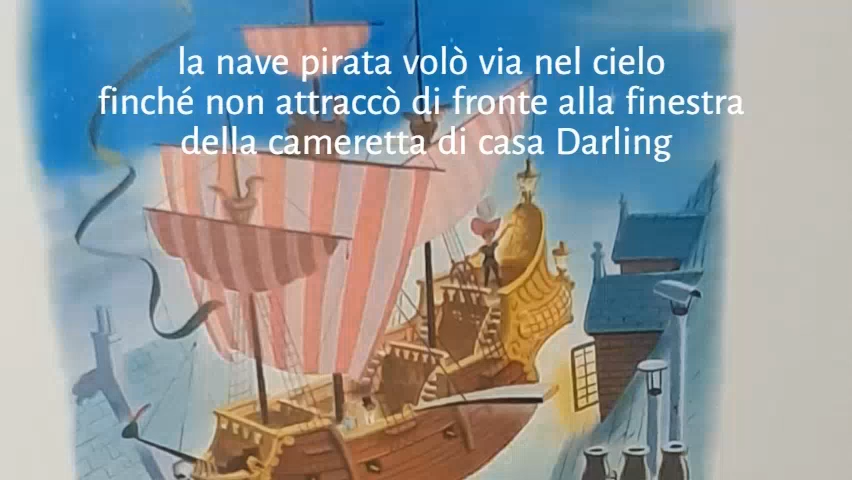 la nave pirata volò via nel cielo
finché non attraccò di fronte alla finestra
della cameretta di casa Darling